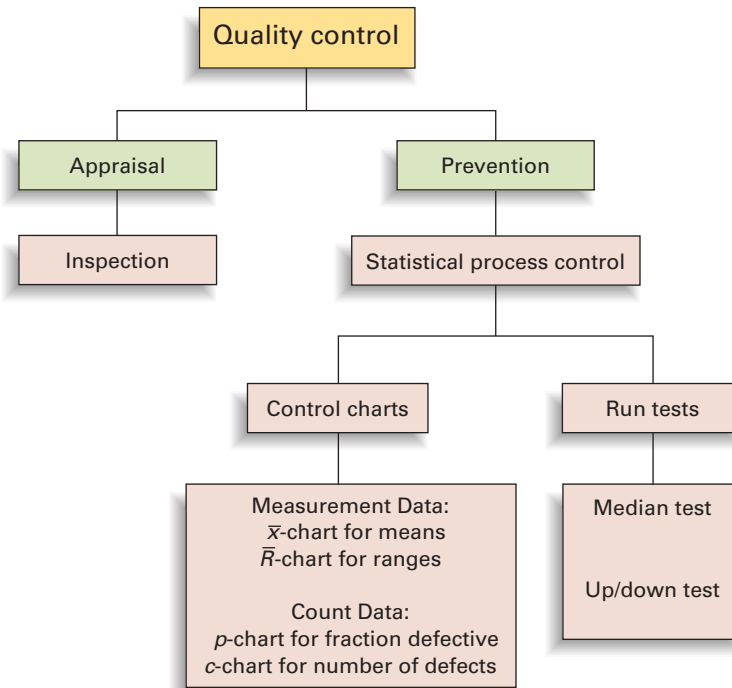 Quality control
Appraisal
Prevention
Inspection
Statistical process control
Control charts
Run tests
Measurement Data:
x̅-chart for means
R̅-chart for ranges
Count Data:
p-chart for fraction defective
c-chart for number of defects
Median test
Up/down test